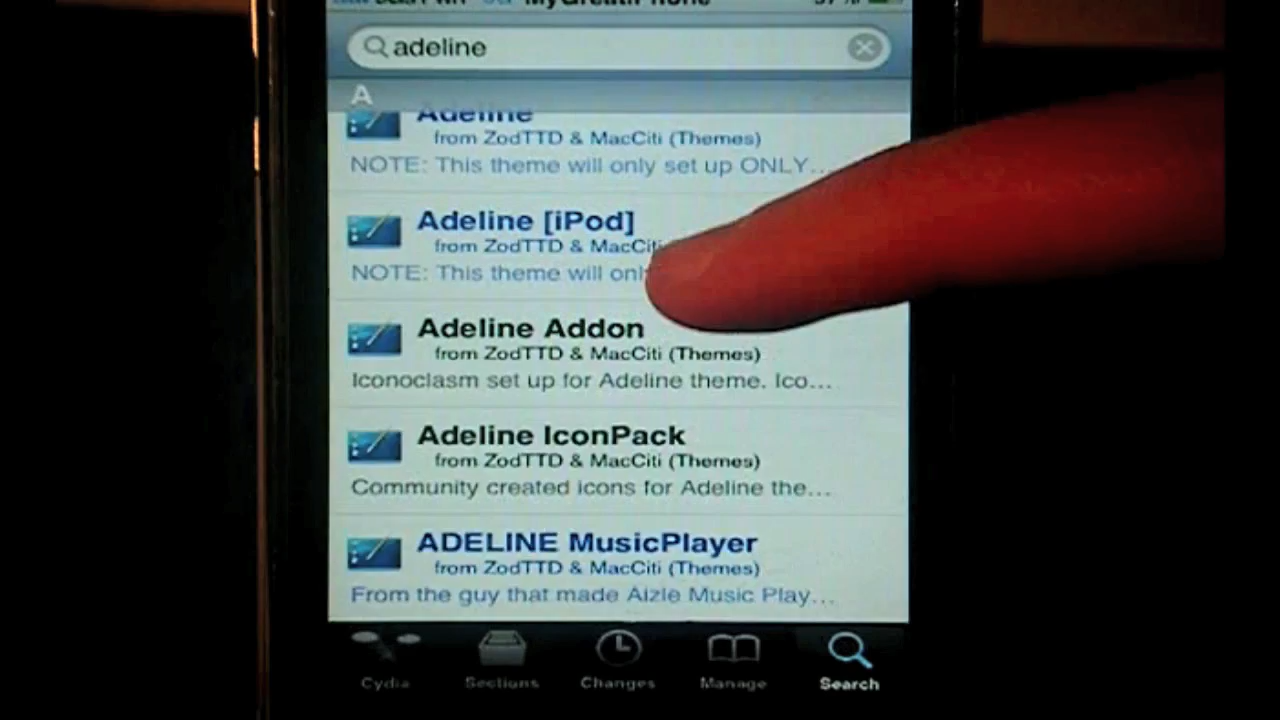 MyGreatiPhone
adeline
A
Adeline
from ZodTTD & MacCiti (Themes)
NOTE: This theme will only set up ONLY...
Adeline [iPod]
from ZodTTD & MacCiti
NOTE: This theme will only
Adeline Addon
from ZodTTD & MacCiti (Themes)
Iconoclasm set up for Adeline theme. Ico...
Adeline IconPack
from ZodTTD & MacCiti (Themes)
Community created icons for Adeline the...
ADELINE MusicPlayer
from ZodTTD & MacCiti (Themes)
From the guy that made Aizle Music Play...
Cydia Sections Changes Manage Search